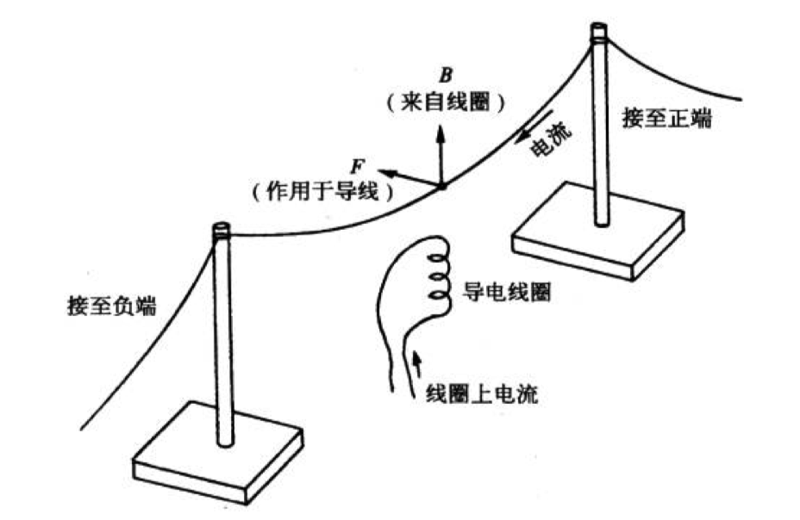 B
（来自线圈）
接至正端
电流
F
（作用于导线）
接至负端
导电线圈
线圈上电流